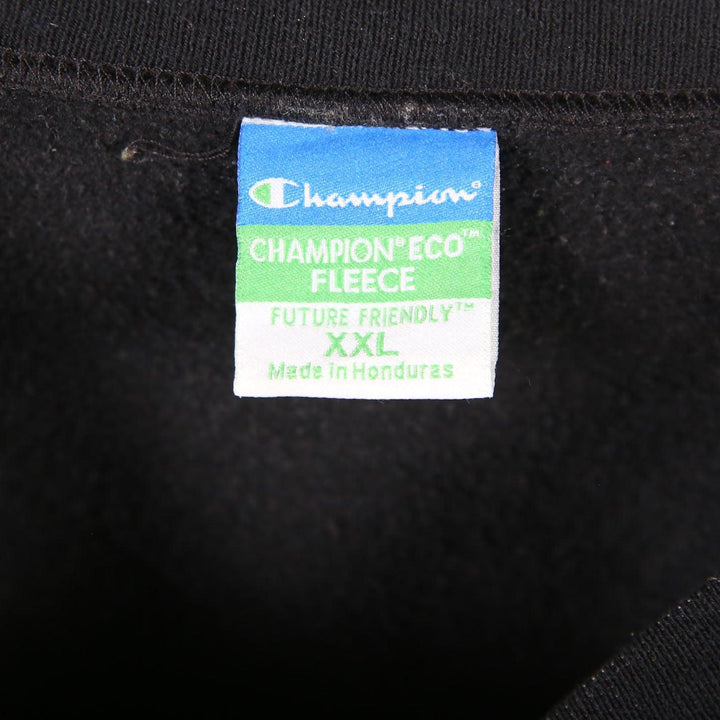 Champion®
CHAMPION® ECO™
FLEECE
FUTURE FRIENDLY™
XXL
Made in Honduras